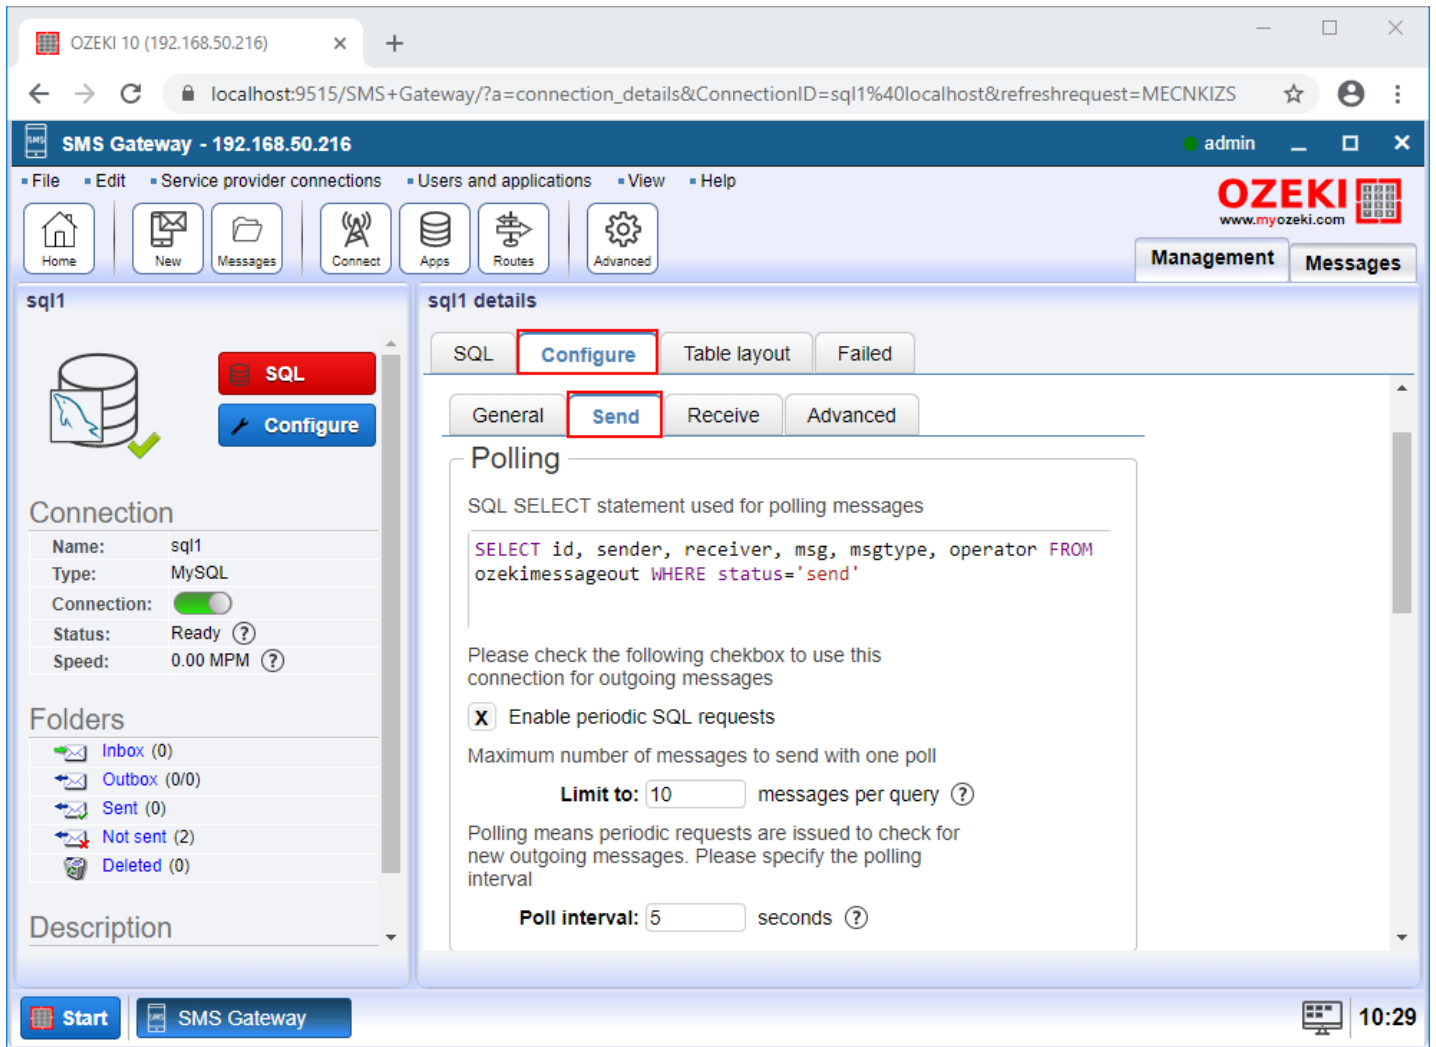 OZEKI 10 (192.168.50.216)
localhost:9515/SMS+Gateway/?a=connection_details&ConnectionID=sql1%40localhost&refreshrequest=MECNKIZS
SMS
SMS Gateway - 192.168.50.216
admin
File Edit Service provider connections Users and applications View Help
OZEKI
www.myozeki.com
Home New Messages Connect Apps Routes Advanced
Management Messages
sql1
SQL
Configure
Connection
Name: sql1
Type: MySQL
Connection:
Status: Ready ?
Speed: 0.00 MPM ?
Folders
Inbox (0)
Outbox (0/0)
Sent (0)
Not sent (2)
Deleted (0)
Description
sql1 details
SQL Configure Table layout Failed
General Send Receive Advanced
Polling
SQL SELECT statement used for polling messages
SELECT id, sender, receiver, msg, msgtype, operator FROM
ozekimessageout WHERE status='send'
Please check the following chekbox to use this
connection for outgoing messages
X Enable periodic SQL requests
Maximum number of messages to send with one poll
Limit to: 10 messages per query ?
Polling means periodic requests are issued to check for
new outgoing messages. Please specify the polling
interval
Poll interval: 5 seconds ?
Start SMS Gateway 10:29